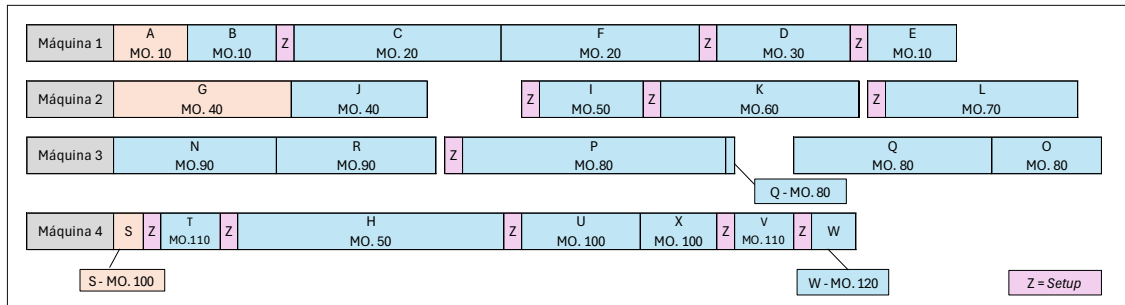 Máquina 1
A
MO. 10
B
MO.10
Z
C
MO. 20
F
MO. 20
Z
D
MO. 30
Z
E
MO.10
Máquina 2
G
MO. 40
J
MO. 40
Z
I
MO.50
Z
K
MO.60
Z
L
MO.70
Máquina 3
N
MO.90
R
MO.90
Z
P
MO.80
Q
MO. 80
O
MO. 80
Q - MO. 80
Máquina 4
S
Z
T
MO.110
Z
H
MO. 50
Z
U
MO. 100
X
MO. 100
Z
V
MO.110
Z
W
S - MO. 100
W - MO. 120
Z = Setup